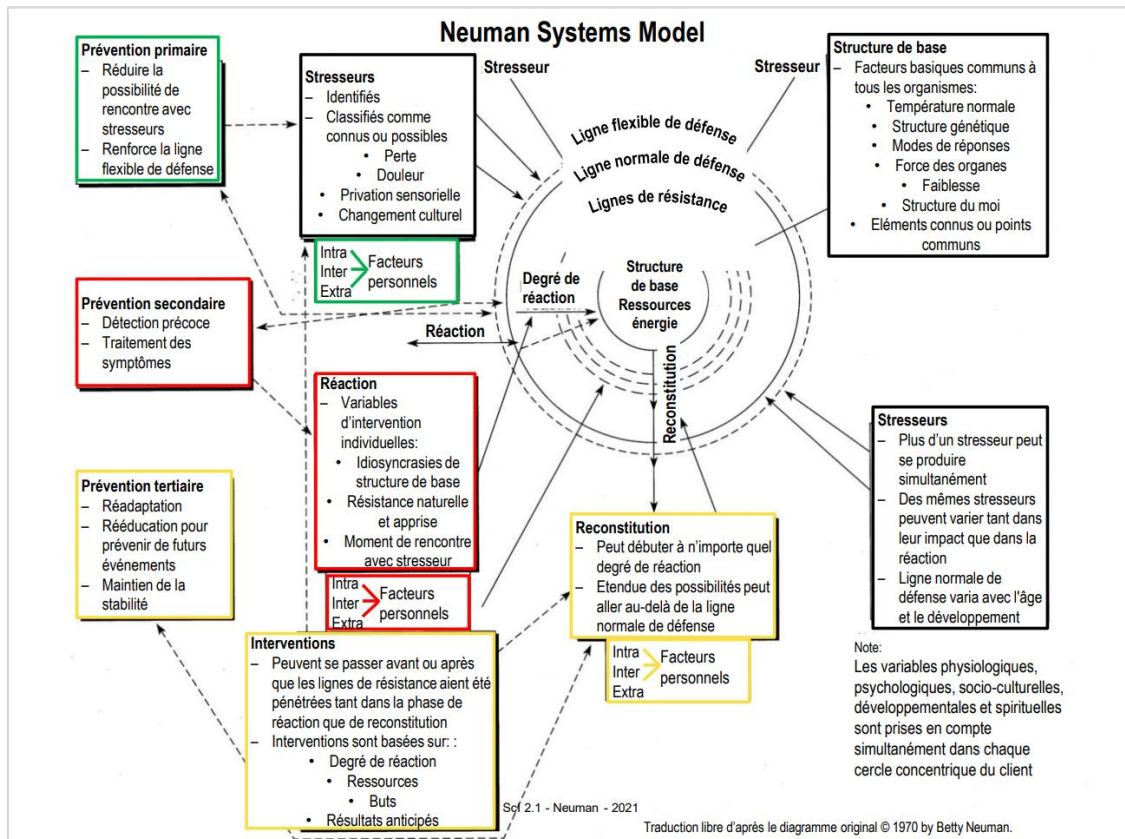 Neuman Systems Model
Prévention primaire
– Réduire la
possibilité de
rencontre avec
stresseurs
– Renforce la ligne
flexible de défense
Stresseurs
– Identifiés
– Classifiés comme
connus ou possibles
• Perte
• Douleur
• Privation sensorielle
• Changement culturel
Intra
Inter
Extra
Facteurs
personnels
Stresseur
Stresseur
Ligne flexible de défense
Ligne normale de défense
Lignes de résistance
Structure de base
– Facteurs basiques communs à
tous les organismes:
• Température normale
• Structure génétique
• Modes de réponses
• Force des organes
• Faiblesse
• Structure du moi
• Eléments connus ou points
communs
Degré de
réaction
Structure
de base
Ressources
énergie
Réaction
Reconstitution
Prévention secondaire
– Détection précoce
– Traitement des
symptômes
Réaction
– Variables
d’intervention
individuelles:
• Idiosyncrasies de
structure de base
• Résistance naturelle
et apprise
• Moment de rencontre
avec stresseur
Intra
Inter
Extra
Facteurs
personnels
Prévention tertiaire
– Réadaptation
– Rééducation pour
prévenir de futurs
événements
– Maintien de la
stabilité
Reconstitution
– Peut débuter à n’importe quel
degré de réaction
– Etendue des possibilités peut
aller au-delà de la ligne
normale de défense
Intra
Inter
Extra
Facteurs
personnels
Stresseurs
– Plus d’un stresseur peut
se produire
simultanément
– Des mêmes stresseurs
peuvent varier tant dans
leur impact que dans la
réaction
– Ligne normale de
défense varia avec l'âge
et le développement
Interventions
– Peuvent se passer avant ou après
que les lignes de résistance aient été
pénétrées tant dans la phase de
réaction que de reconstitution
– Interventions sont basées sur: :
• Degré de réaction
• Ressources
• Buts
• Résultats anticipés
Note:
Les variables physiologiques,
psychologiques, socio-culturelles,
développementales et spirituelles
sont prises en compte
simultanément dans chaque
cercle concentrique du client
ScI 2.1 - Neuman - 2021
Traduction libre d’après le diagramme original © 1970 by Betty Neuman.